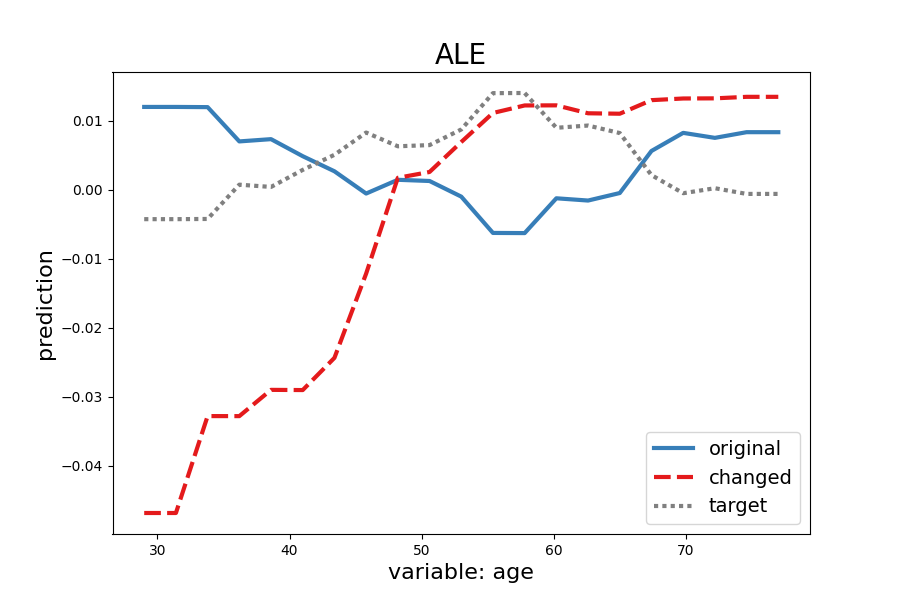 ALE
prediction
0.01
0.00
−0.01
−0.02
−0.03
−0.04
30 40 50 60 70
variable: age
original
changed
target